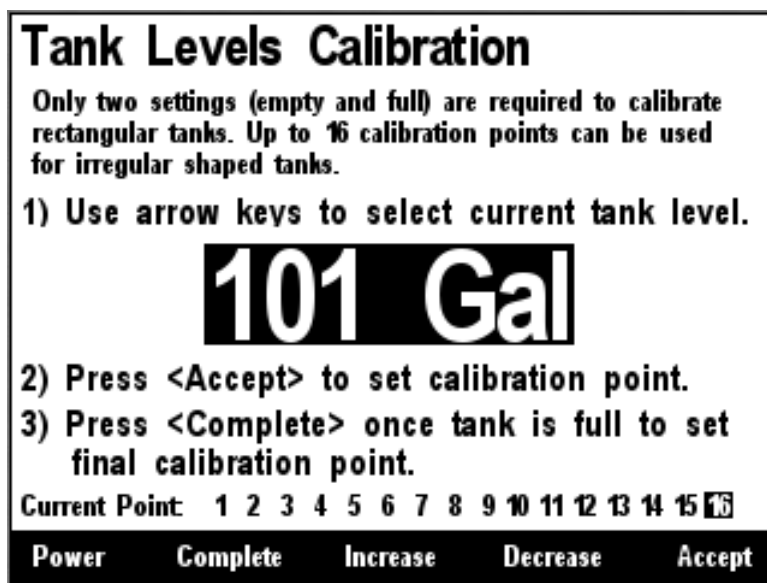 Tank Levels Calibration
Only two settings (empty and full) are required to calibrate
rectangular tanks. Up to 16 calibration points can be used
for irregular shaped tanks.
1) Use arrow keys to select current tank level.
101 Gal
2) Press <Accept> to set calibration point.
3) Press <Complete> once tank is full to set
final calibration point.
Current Point: 1 2 3 4 5 6 7 8 9 10 11 12 13 14 15 16
Power Complete Increase Decrease Accept